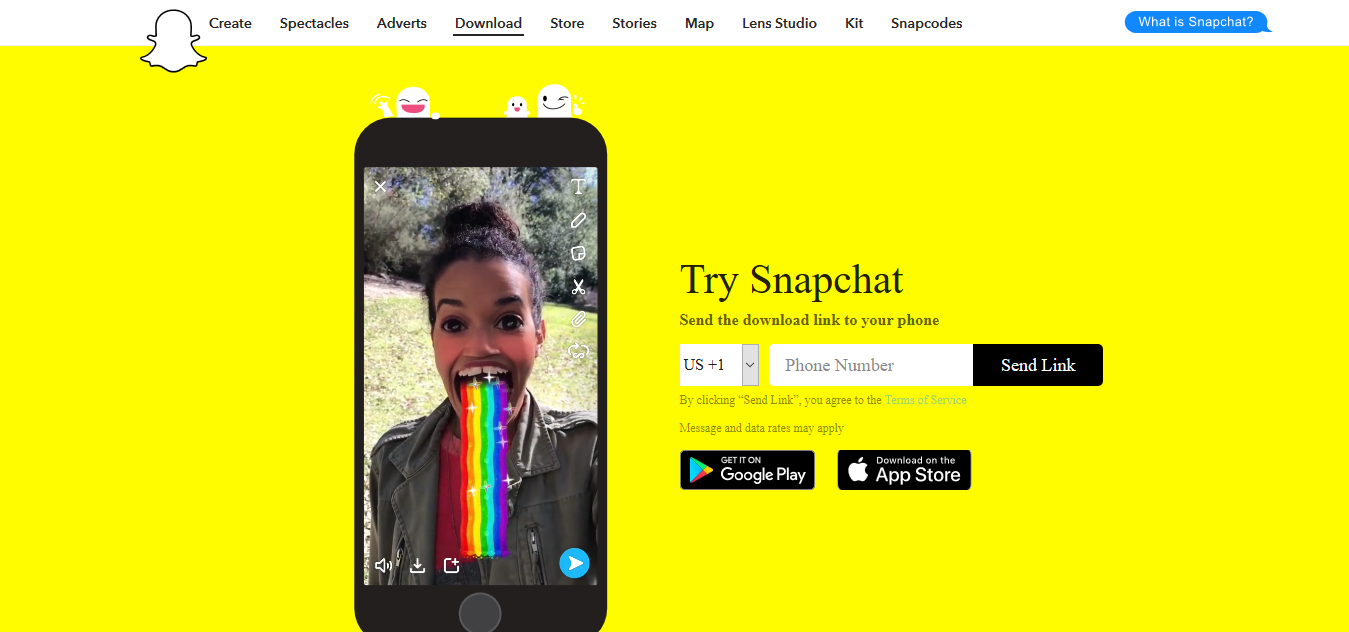 Create Spectacles Adverts Download Store Stories Map Lens Studio Kit Snapcodes What is Snapchat?
T
Try Snapchat
Send the download link to your phone
US +1 Phone Number Send Link
By clicking “Send Link”, you agree to the Terms of Service
Message and data rates may apply
GET IT ON
Google Play
Download on the
App Store